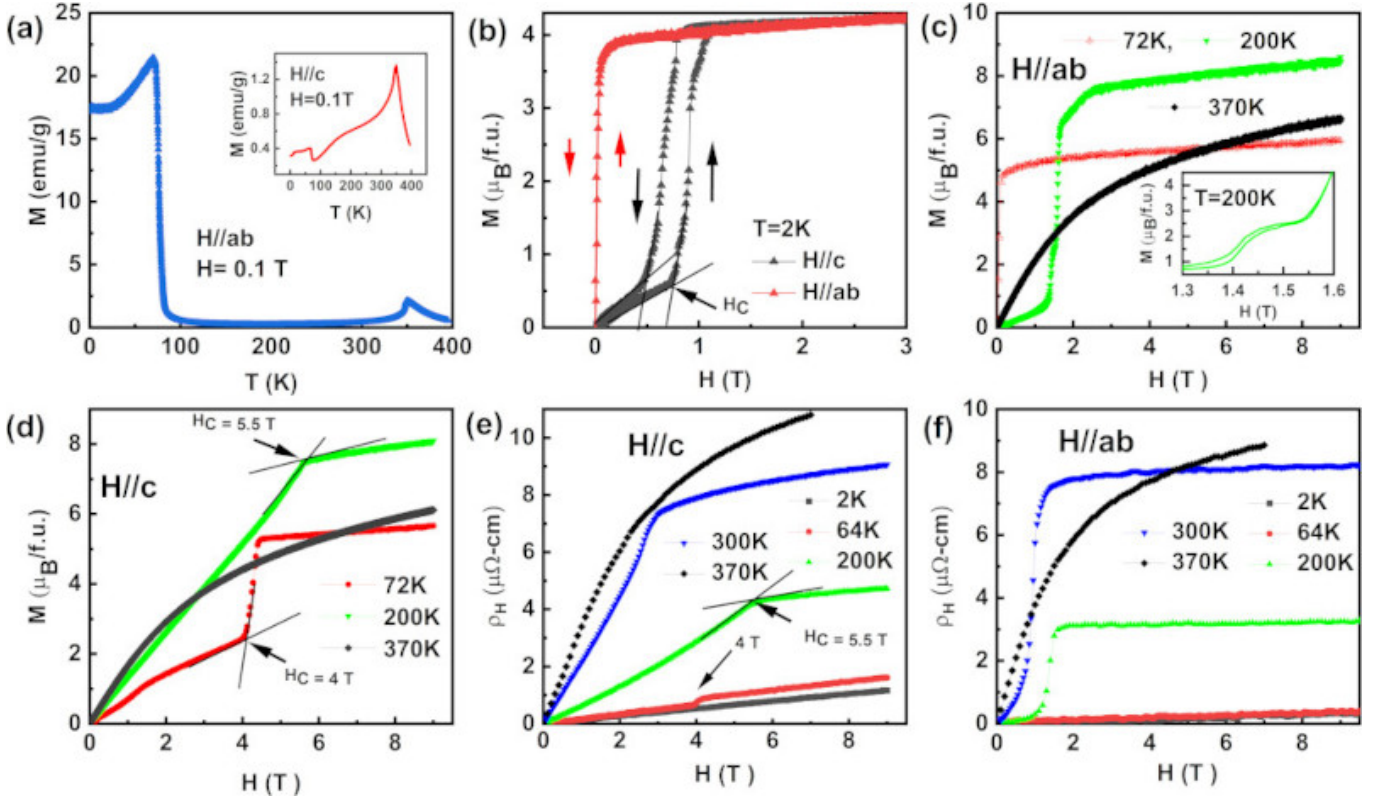 (a)
25
20
15
10
5
0
M (emu/g)
0 100 200 300 400
T (K)
H//ab
H= 0.1 T
H//c
H=0.1T
1.2
0.8
0.4
M (emu/g)
0 100 200 300 400
T (K)
(b)
4
3
2
1
0
M (μB/f.u.)
0 1 2 3
H (T)
T=2K
H//c
H//ab
HC
(c)
10
8
6
4
2
0
M (μB/f.u.)
0 2 4 6 8
H (T )
H//ab
72K,
200K
370K
T=200K
4
3
2
1
M (μB/f.u.)
1.3 1.4 1.5 1.6
H (T)
(d)
8
6
4
2
0
M (μB/f.u.)
0 2 4 6 8
H (T )
H//c
HC = 5.5 T
HC = 4 T
72K
200K
370K
(e)
10
8
6
4
2
0
ρH (μΩ-cm)
0 2 4 6 8
H (T )
H//c
300K
370K
2K
64K
200K
4 T
HC = 5.5 T
(f)
10
8
6
4
2
0
ρH (μΩ-cm)
0 2 4 6 8
H (T )
H//ab
300K
370K
2K
64K
200K